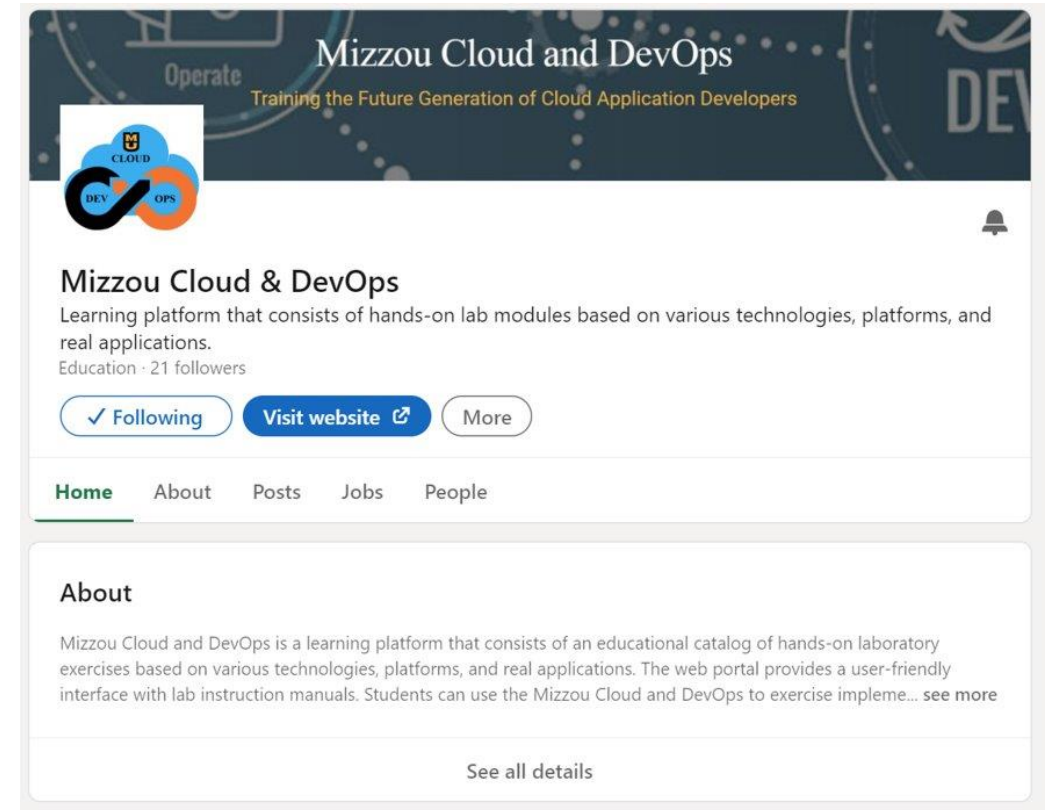 Operate
Mizzou Cloud and DevOps
Training the Future Generation of Cloud Application Developers
DEV
MU
CLOUD
DEV OPS
Mizzou Cloud & DevOps
Learning platform that consists of hands-on lab modules based on various technologies, platforms, and
real applications.
Education · 21 followers
✓ Following Visit website More
Home About Posts Jobs People
About
Mizzou Cloud and DevOps is a learning platform that consists of an educational catalog of hands-on laboratory
exercises based on various technologies, platforms, and real applications. The web portal provides a user-friendly
interface with lab instruction manuals. Students can use the Mizzou Cloud and DevOps to exercise impleme... see more
See all details